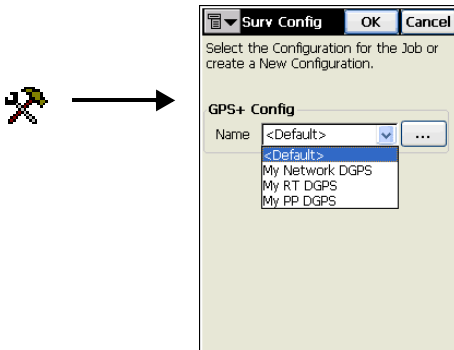 Surv Config OK Cancel
Select the Configuration for the Job or
create a New Configuration.
GPS+ Config
Name <Default> ...
<Default>
My Network DGPS
My RT DGPS
My PP DGPS